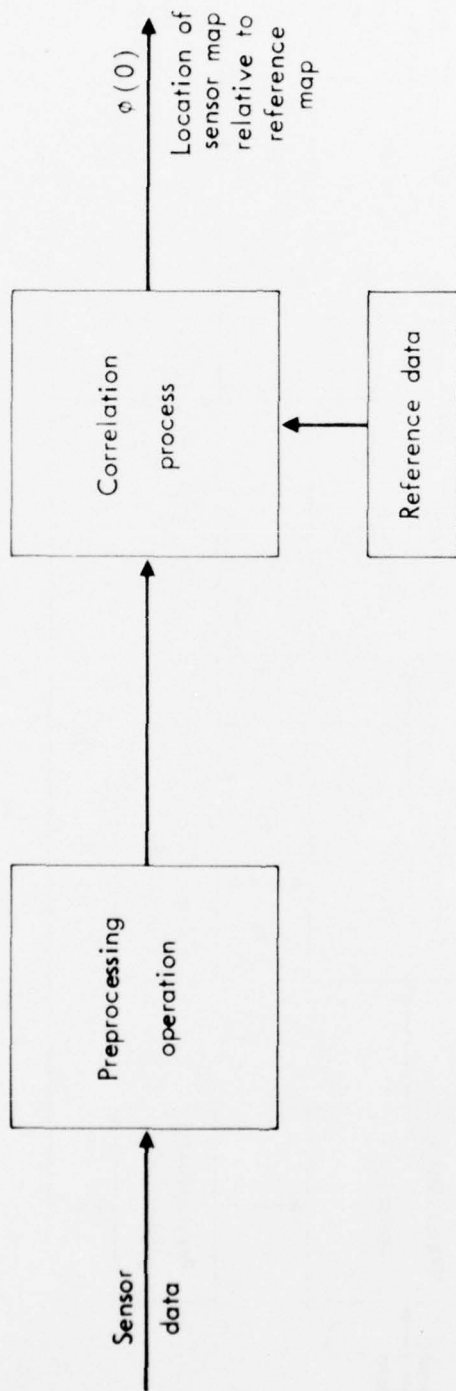 Sensor
data
Preprocessing
operation
Correlation
process
Reference data
φ(0)
Location of
sensor map
relative to
reference
map